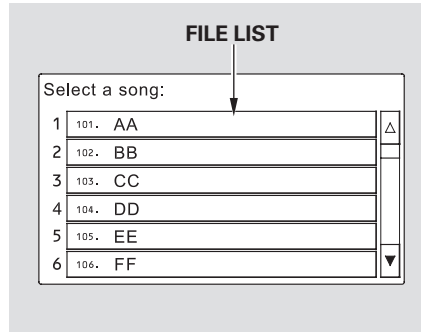 FILE LIST
Select a song:
1 101. AA
2 102. BB
3 103. CC
4 104. DD
5 105. EE
6 106. FF